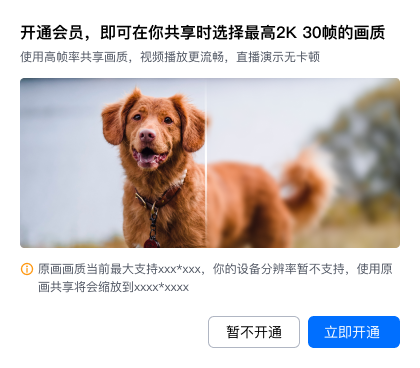 开通会员，即可在你共享时选择最高2K 30帧的画质
使用高帧率共享画质，视频播放更流畅，直播演示无卡顿
原画画质当前最大支持xxx*xxx，你的设备分辨率暂不支持，使用原
画共享将会缩放到xxxx*xxxx
暂不开通
立即开通